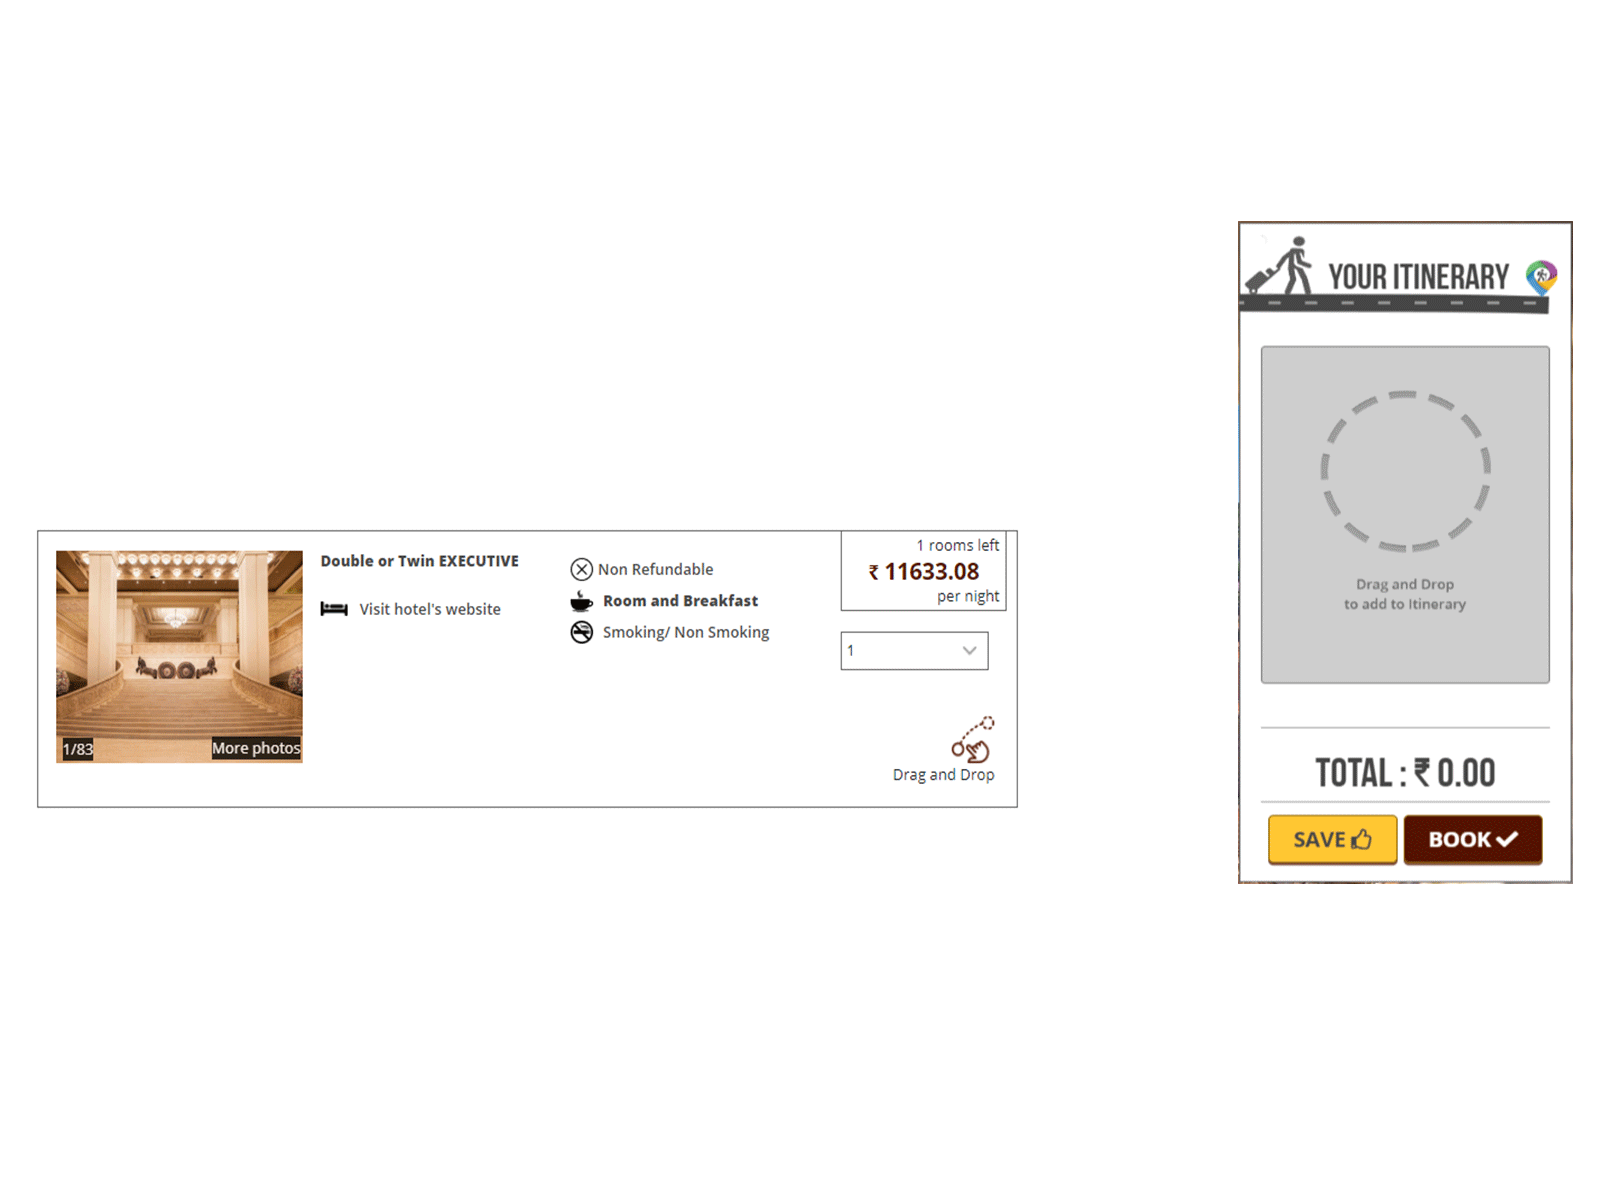 YOUR ITINERARY
Drag and Drop
to add to Itinerary
TOTAL : ₹ 0.00
SAVE
BOOK
Double or Twin EXECUTIVE
Visit hotel's website
Non Refundable
Room and Breakfast
Smoking/ Non Smoking
1 rooms left
₹ 11633.08
per night
1
1/83
More photos
Drag and Drop